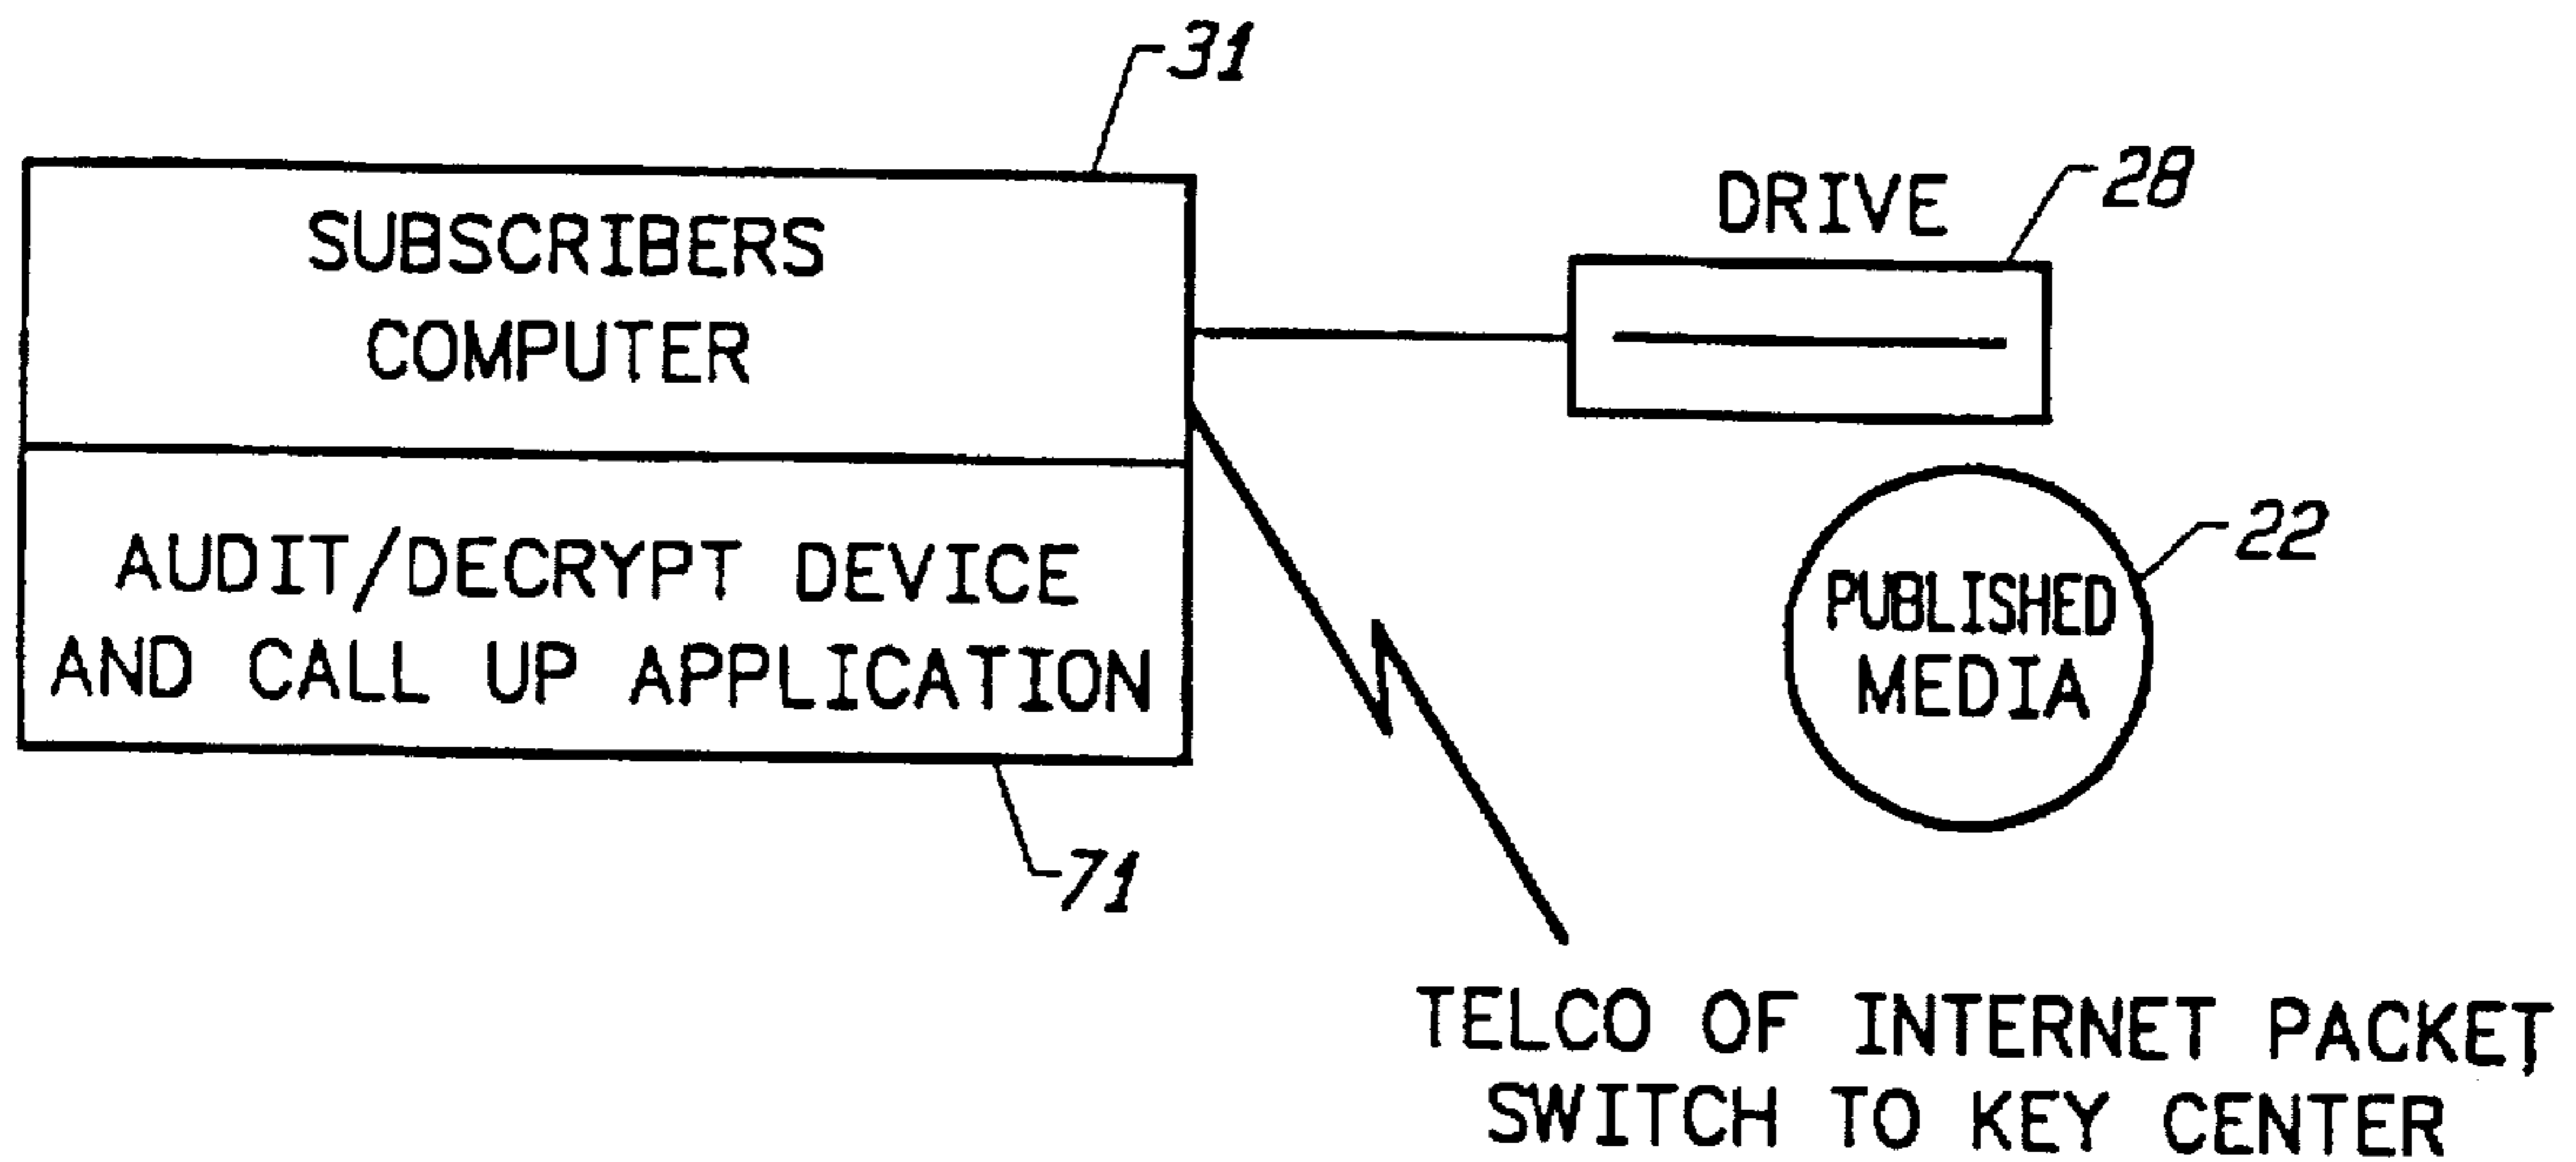 31
SUBSCRIBERS
COMPUTER
DRIVE
28
AUDIT/DECRYPT DEVICE
AND CALL UP APPLICATION
71
22
PUBLISHED
MEDIA
TELCO OF INTERNET PACKET
SWITCH TO KEY CENTER